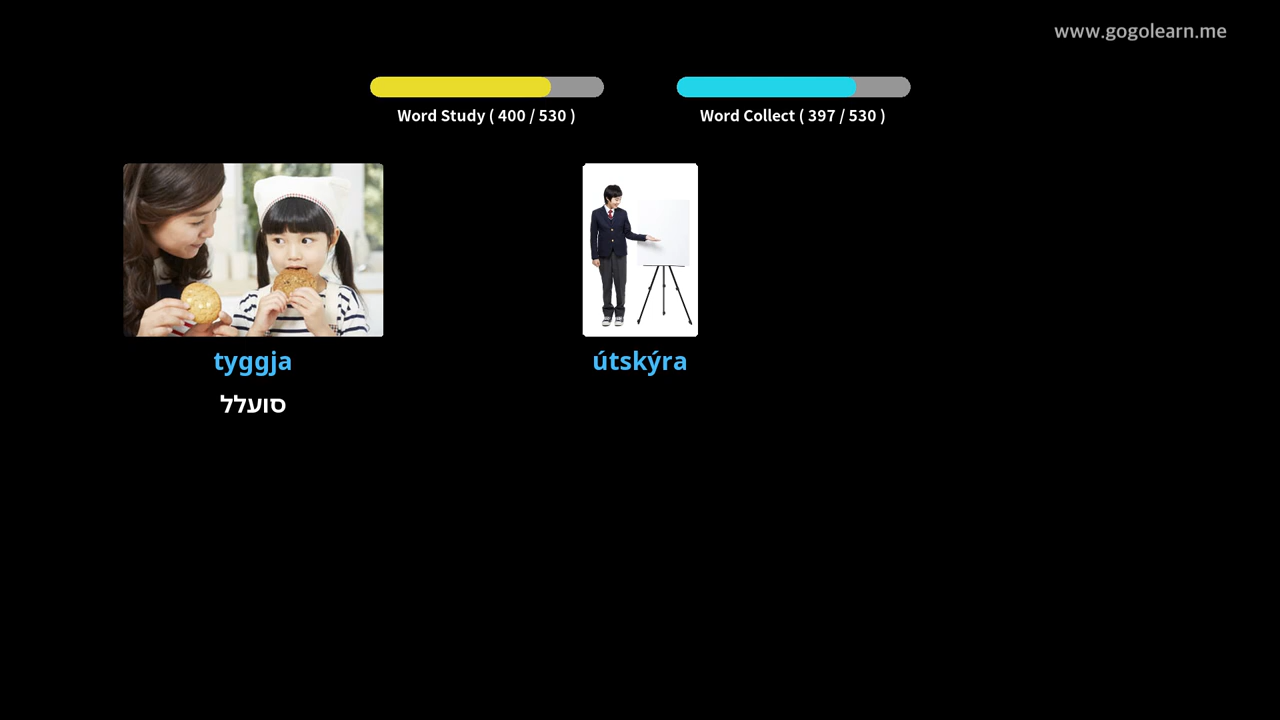 www.gogolearn.me
Word Study ( 400 / 530 )
Word Collect ( 397 / 530 )
tyggja
útskýra
סועלל